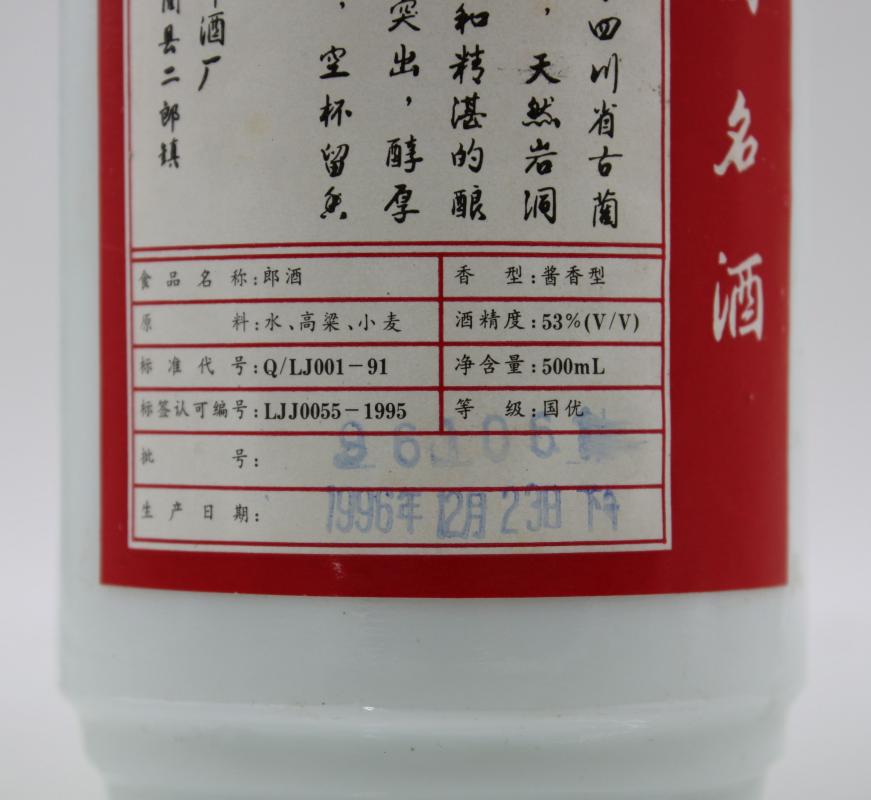 名酒
四川省古蔺
，天然岩洞
和精湛的酿
突出，醇厚
，空杯留香
酒厂
蔺县二郎镇
食品名称：郎酒
香型：酱香型
原料：水、高粱、小麦
酒精度：53%(V/V)
标准代号：Q/LJ001－91
净含量：500mL
标签认可编号：LJJ0055－1995
等级：国优
批号：
生产日期：1996年12月23日下午